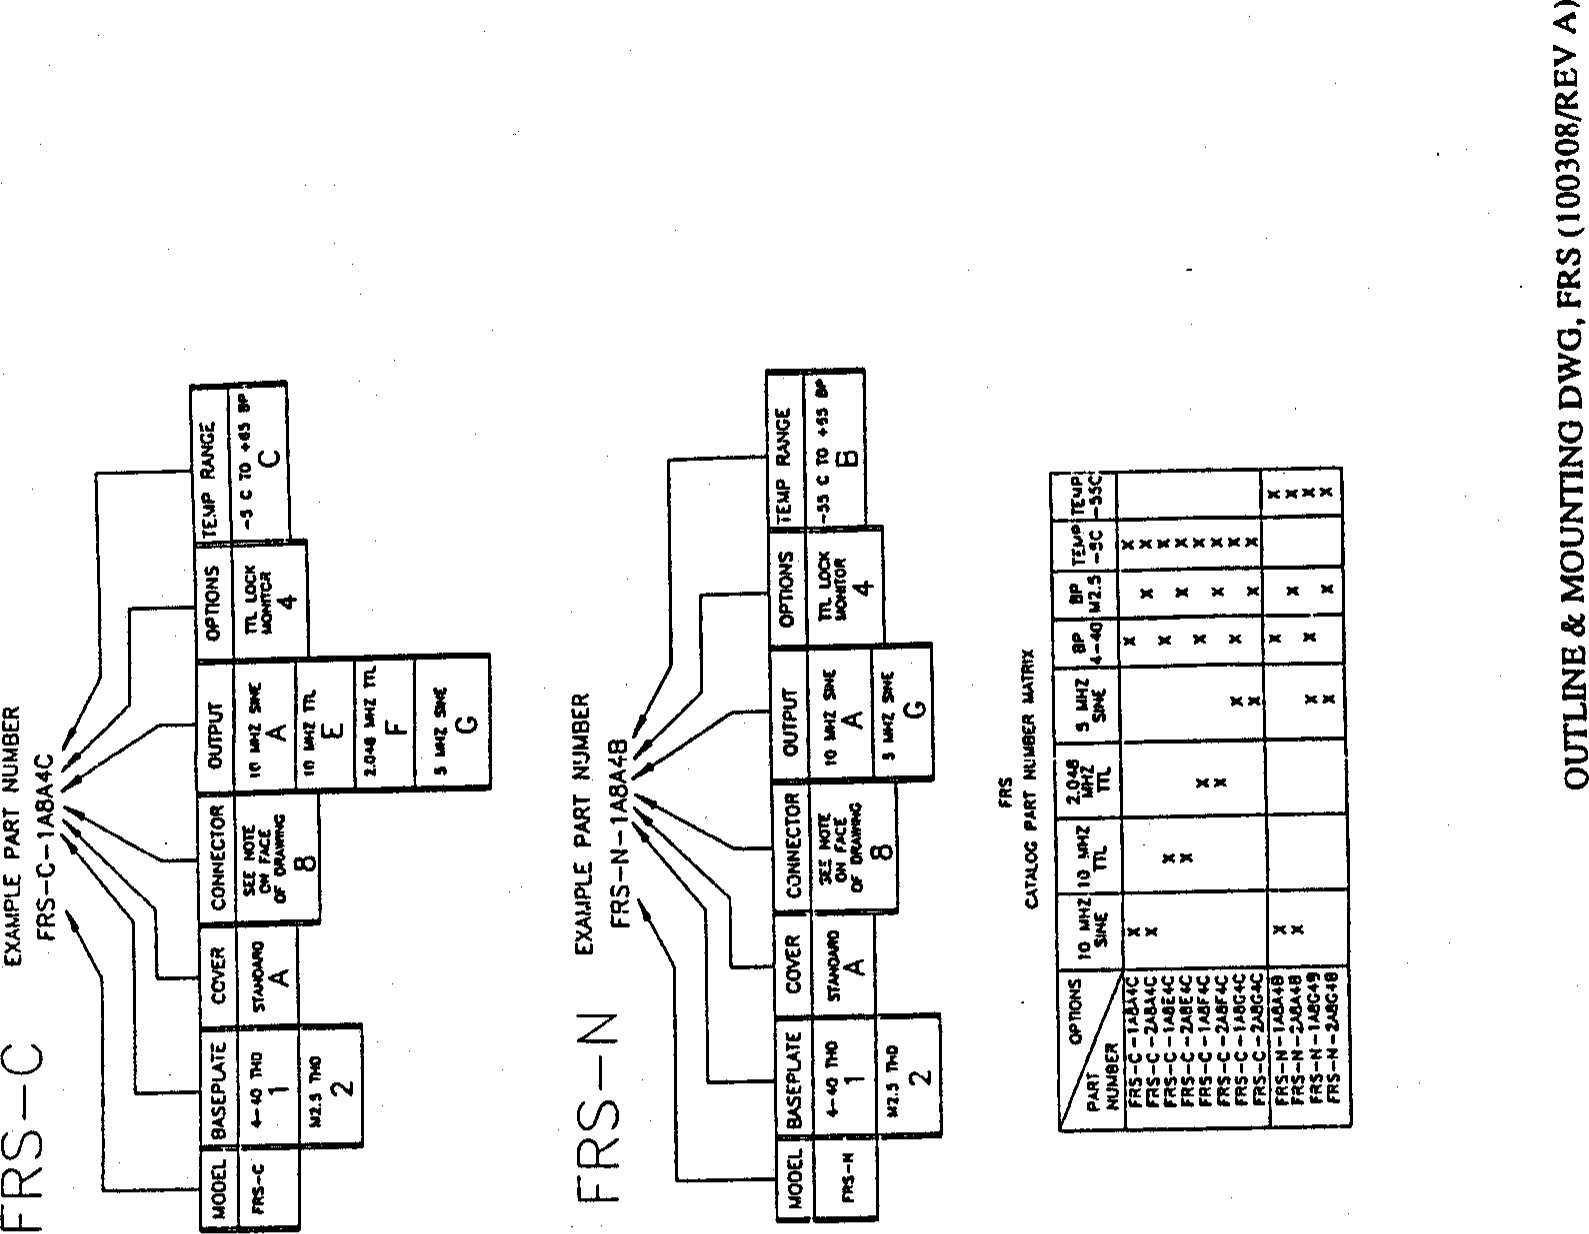 FRS-C
EXAMPLE PART NUMBER
FRS-C-1A8A4C
MODEL BASEPLATE COVER CONNECTOR OUTPUT OPTIONS TEMP RANGE
FRS-C
4-40 THD
1
M2.5 THD
2
STANDARD
A
SEE NOTE
ON FACE
OF DRAWING
8
10 MHZ SINE
A
10 MHZ TTL
E
2.048 MHZ TTL
F
5 MHZ SINE
G
TTL LOCK
MONITOR
4
-5 C TO +65 BP
C
FRS-N
EXAMPLE PART NUMBER
FRS-N-1A8A4B
MODEL BASEPLATE COVER CONNECTOR OUTPUT OPTIONS TEMP RANGE
FRS-N
4-40 THD
1
M2.5 THD
2
STANDARD
A
SEE NOTE
ON FACE
OF DRAWING
8
10 MHZ SINE
A
5 MHZ SINE
G
TTL LOCK
MONITOR
4
-55 C TO +65 BP
B
FRS
CATALOG PART NUMBER MATRIX
OPTIONS
PART
NUMBER
10 MHZ
SINE
10 MHZ
TTL
2.048
MHZ
TTL
5 MHZ
SINE
BP
4-40
BP
M2.5
TEMP
-5C
TEMP
-55C
FRS-C-1A8A4C X X X
FRS-C-2A8A4C X X X
FRS-C-1A8E4C X X X
FRS-C-2A8E4C X X X
FRS-C-1A8F4C X X X
FRS-C-2A8F4C X X X
FRS-C-1A8G4C X X X
FRS-C-2A8G4C X X X
FRS-N-1A8A4B X X X
FRS-N-2A8A4B X X X
FRS-N-1A8G4B X X X
FRS-N-2A8G4B X X X
OUTLINE & MOUNTING DWG, FRS (100308/REV A)